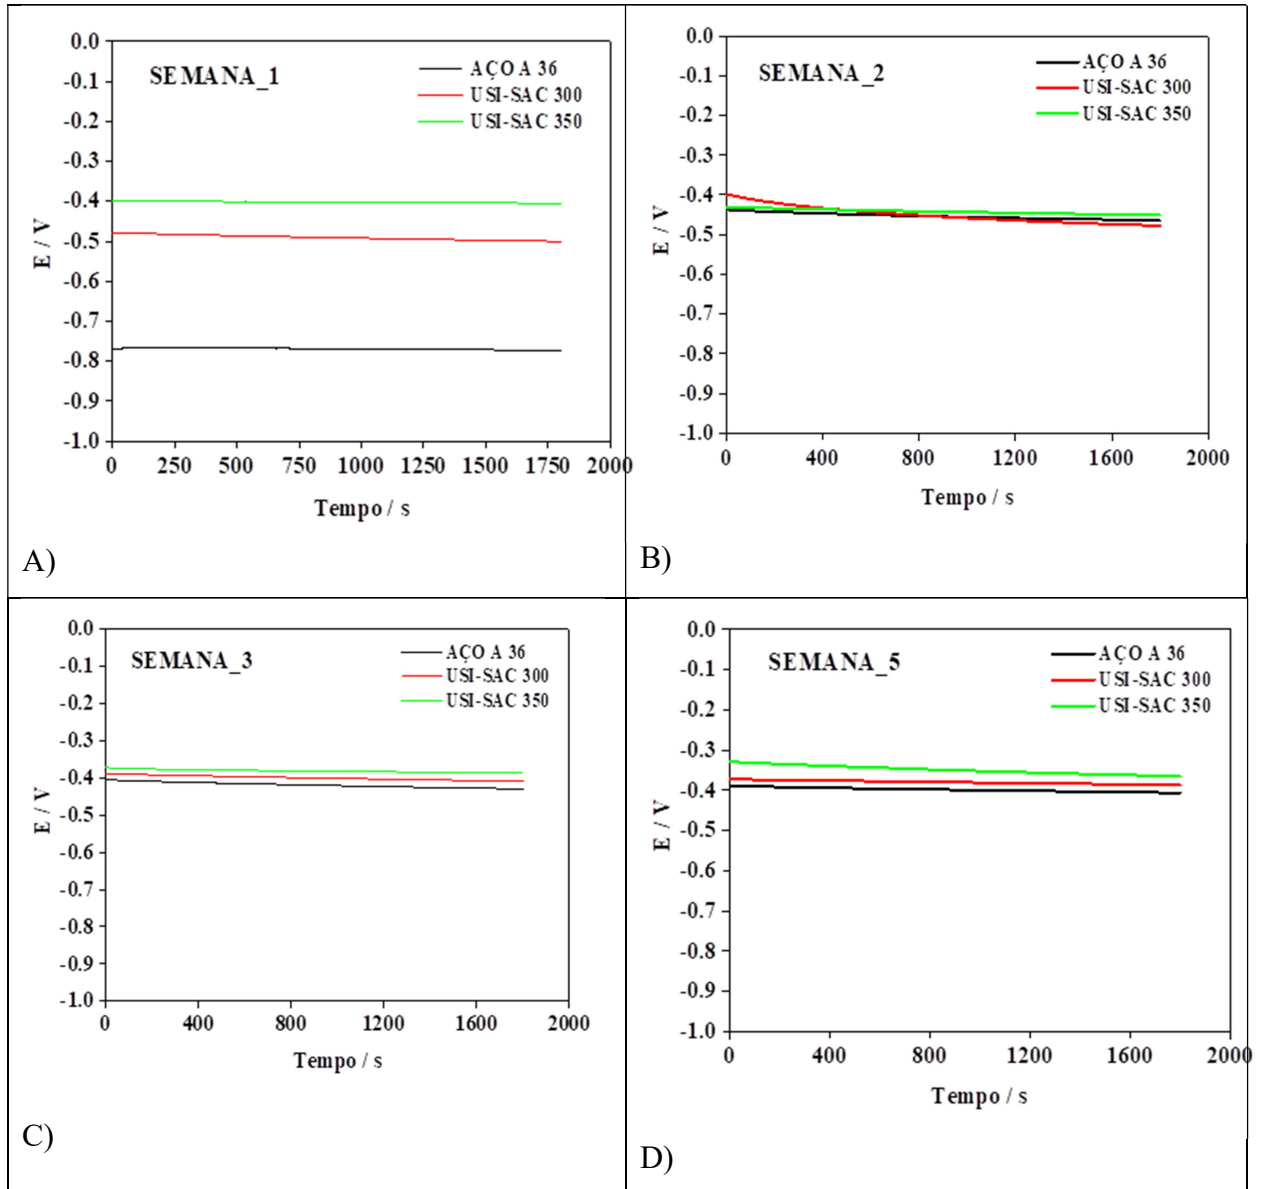 SEMANA_1
AÇO A 36
USI-SAC 300
USI-SAC 350
0.0
-0.1
-0.2
-0.3
-0.4
-0.5
-0.6
-0.7
-0.8
-0.9
-1.0
E / V
0 250 500 750 1000 1250 1500 1750 2000
Tempo / s
A)
SEMANA_2
AÇO A 36
USI-SAC 300
USI-SAC 350
0.0
-0.1
-0.2
-0.3
-0.4
-0.5
-0.6
-0.7
-0.8
-0.9
-1.0
E / V
0 400 800 1200 1600 2000
Tempo / s
B)
SEMANA_3
AÇO A 36
USI-SAC 300
USI-SAC 350
0.0
-0.1
-0.2
-0.3
-0.4
-0.5
-0.6
-0.7
-0.8
-0.9
-1.0
E / V
0 400 800 1200 1600 2000
Tempo / s
C)
SEMANA_5
AÇO A 36
USI-SAC 300
USI-SAC 350
0.0
-0.1
-0.2
-0.3
-0.4
-0.5
-0.6
-0.7
-0.8
-0.9
-1.0
E / V
0 400 800 1200 1600 2000
Tempo / s
D)